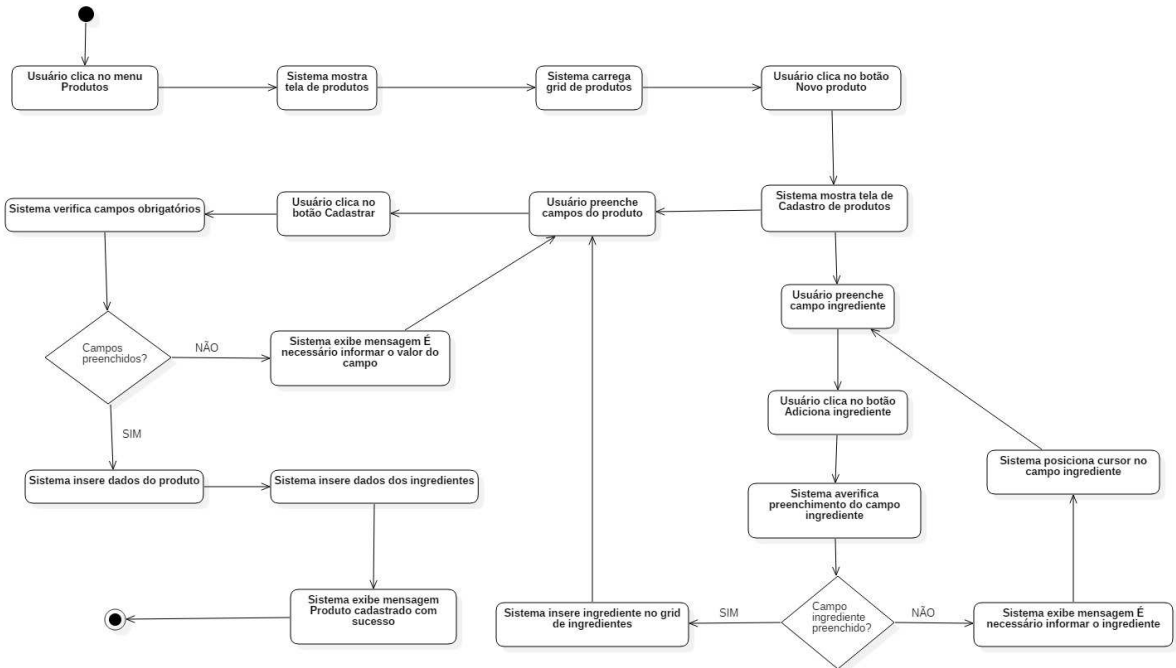 Usuário clica no menu
Produtos
Sistema mostra
tela de produtos
Sistema carrega
grid de produtos
Usuário clica no botão
Novo produto
Sistema mostra tela de
Cadastro de produtos
Usuário preenche
campos do produto
Usuário clica no
botão Cadastrar
Sistema verifica campos obrigatórios
Campos
preenchidos?
NÃO
Sistema exibe mensagem É
necessário informar o valor do
campo
SIM
Sistema insere dados do produto
Sistema insere dados dos ingredientes
Sistema exibe mensagem
Produto cadastrado com
sucesso
Usuário preenche
campo ingrediente
Usuário clica no botão
Adiciona ingrediente
Sistema averifica
preenchimento do campo
ingrediente
Campo
ingrediente
preenchido?
SIM
Sistema insere ingrediente no grid
de ingredientes
NÃO
Sistema exibe mensagem É
necessário informar o ingrediente
Sistema posiciona cursor no
campo ingrediente